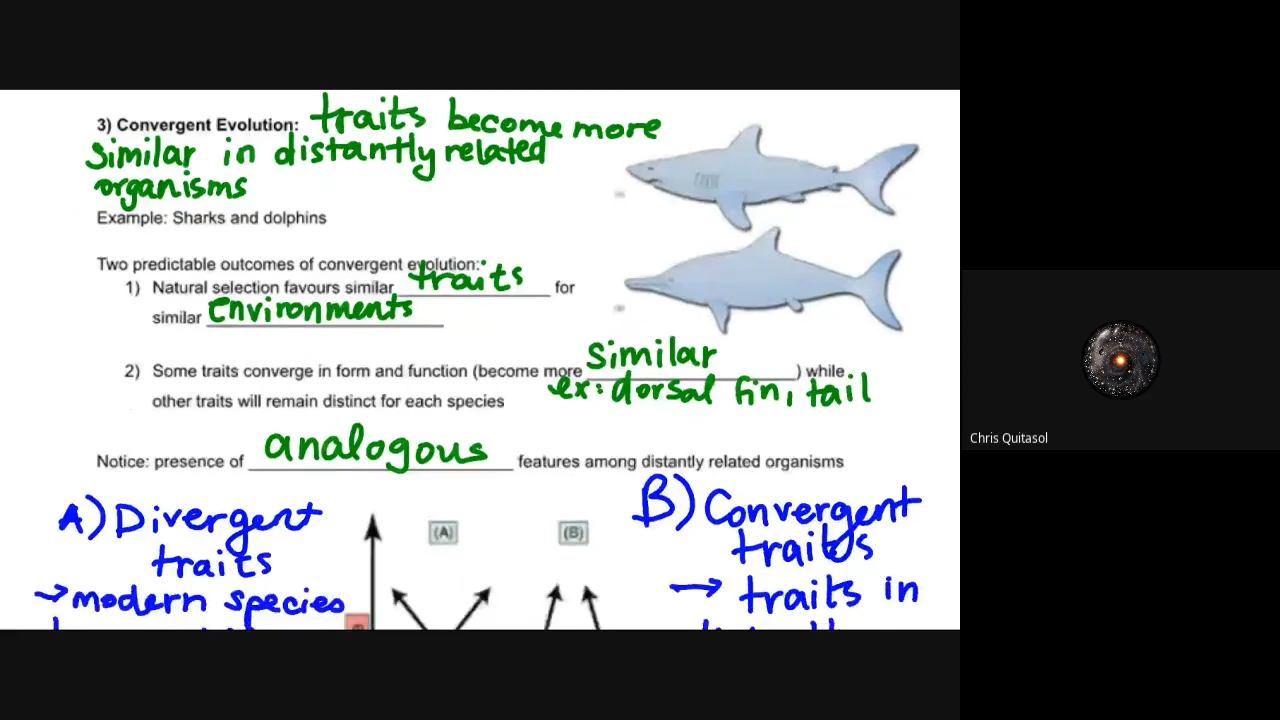 3) Convergent Evolution: traits become more
similar in distantly related
organisms
Example: Sharks and dolphins
Two predictable outcomes of convergent evolution:
1) Natural selection favours similar traits for
similar environments
2) Some traits converge in form and function (become more similar) while
ex: dorsal fin, tail
other traits will remain distinct for each species
Notice: presence of analogous features among distantly related organisms
A) Divergent
traits
→modern species
(A)
(B)
B) Convergent
traits
→ traits in
Chris Quitasol